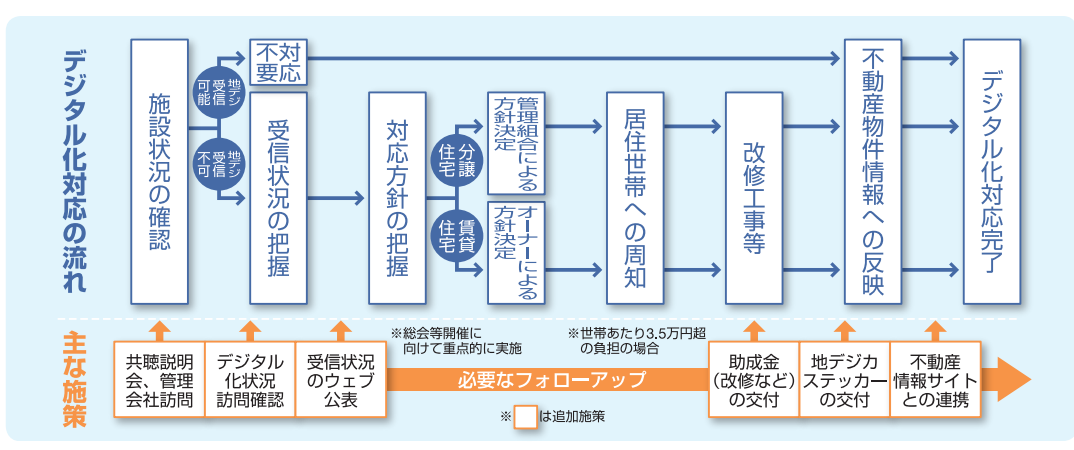 デジタル化対応の流れ
施設状況の確認
地デジ
受信
可能
地デジ
受信
不可
対応
不要
受信状況の把握
対応方針の把握
分譲
住宅
賃貸
住宅
管理組合による
方針決定
オーナーによる
方針決定
居住世帯への周知
改修工事等
不動産物件情報への反映
デジタル化対応完了
主な施策
共聴説明
会、管理
会社訪問
デジタル
化状況
訪問確認
受信状況
のウェブ
公表
※総会等開催に
向けて重点的に実施
※世帯あたり3.5万円超
の負担の場合
必要なフォローアップ
助成金
(改修など)
の交付
地デジカ
ステッカー
の交付
不動産
情報サイト
との連携
※ は追加施策